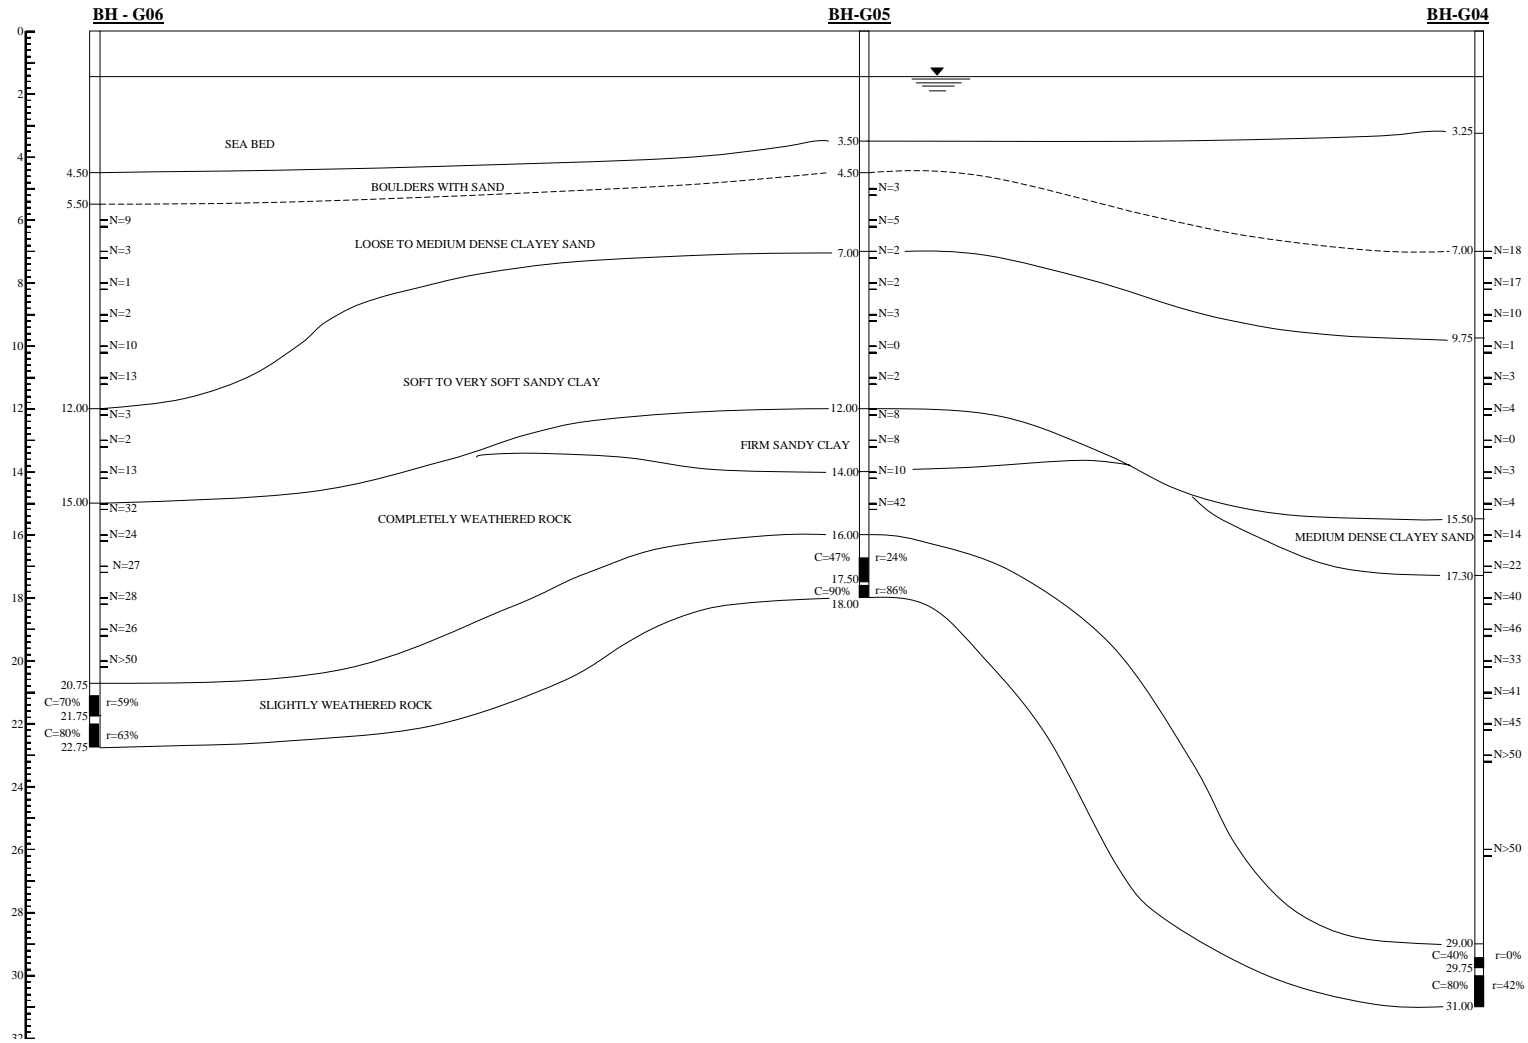 BH - G06
BH-G05
BH-G04
0
2
4
6
8
10
12
14
16
18
20
22
24
26
28
30
32
SEA BED
BOULDERS WITH SAND
LOOSE TO MEDIUM DENSE CLAYEY SAND
SOFT TO VERY SOFT SANDY CLAY
FIRM SANDY CLAY
COMPLETELY WEATHERED ROCK
MEDIUM DENSE CLAYEY SAND
SLIGHTLY WEATHERED ROCK
4.50
5.50
N=9
N=3
N=1
N=2
N=10
N=13
12.00
N=3
N=2
N=13
15.00
N=32
N=24
N=27
N=28
N=26
N>50
20.75
C=70%
r=59%
21.75
C=80%
r=63%
22.75
3.50
4.50
N=3
N=5
N=2
7.00
N=2
N=3
N=0
N=2
12.00
N=8
N=8
14.00
N=10
N=42
16.00
C=47%
r=24%
17.50
C=90%
r=86%
18.00
3.25
7.00
N=18
N=17
N=10
9.75
N=1
N=3
N=4
N=0
N=3
N=4
15.50
N=14
N=22
17.30
N=40
N=46
N=33
N=41
N=45
N>50
N>50
29.00
C=40%
r=0%
29.75
C=80%
r=42%
31.00